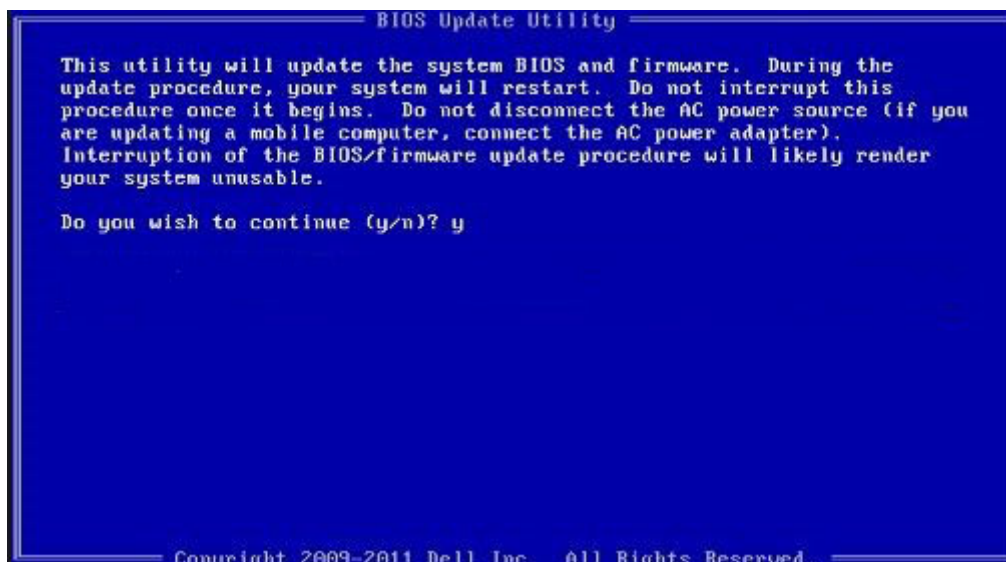 BIOS Update Utility
This utility will update the system BIOS and firmware. During the
update procedure, your system will restart. Do not interrupt this
procedure once it begins. Do not disconnect the AC power source (if you
are updating a mobile computer, connect the AC power adapter).
Interruption of the BIOS/firmware update procedure will likely render
your system unusable.
Do you wish to continue (y/n)? y
Copyright 2009-2011 Dell Inc. All Rights Reserved.